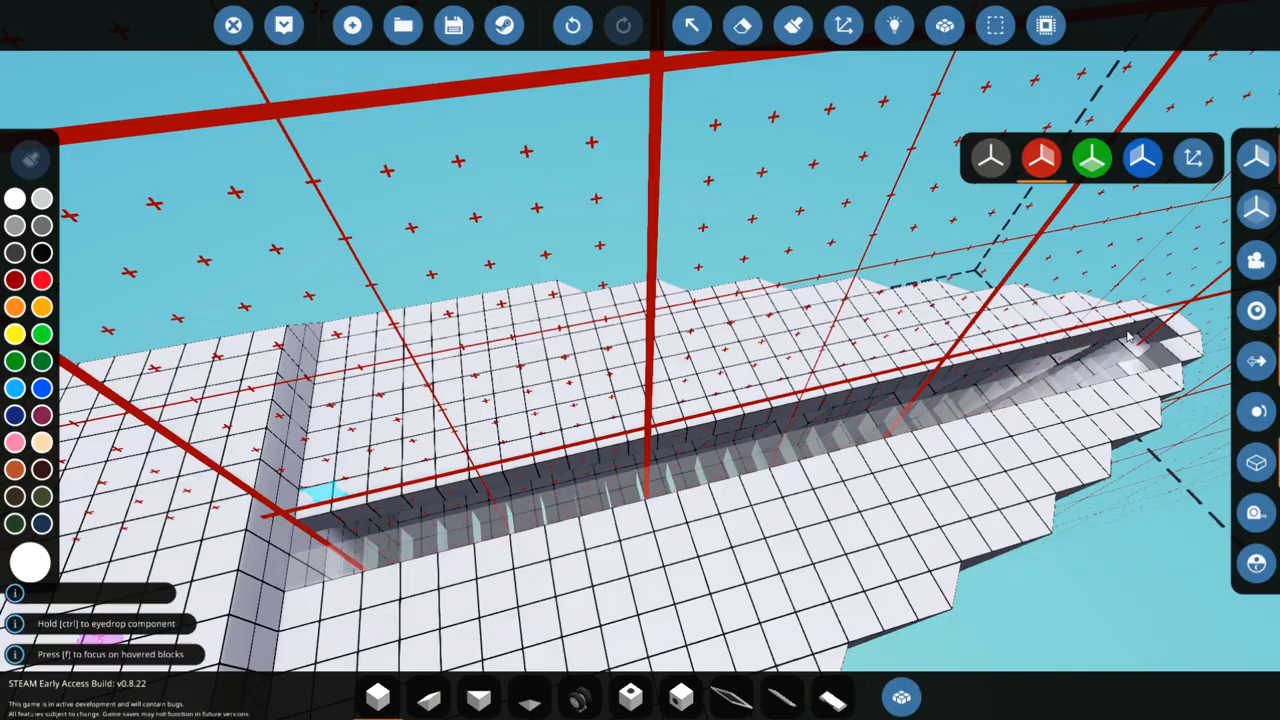 Hold [ctrl] to eyedrop component
Press [f] to focus on hovered blocks
STEAM Early Access Build: v0.8.22
This game is in active development and will contain bugs.
All features subject to change. Game saves may not function in future versions.